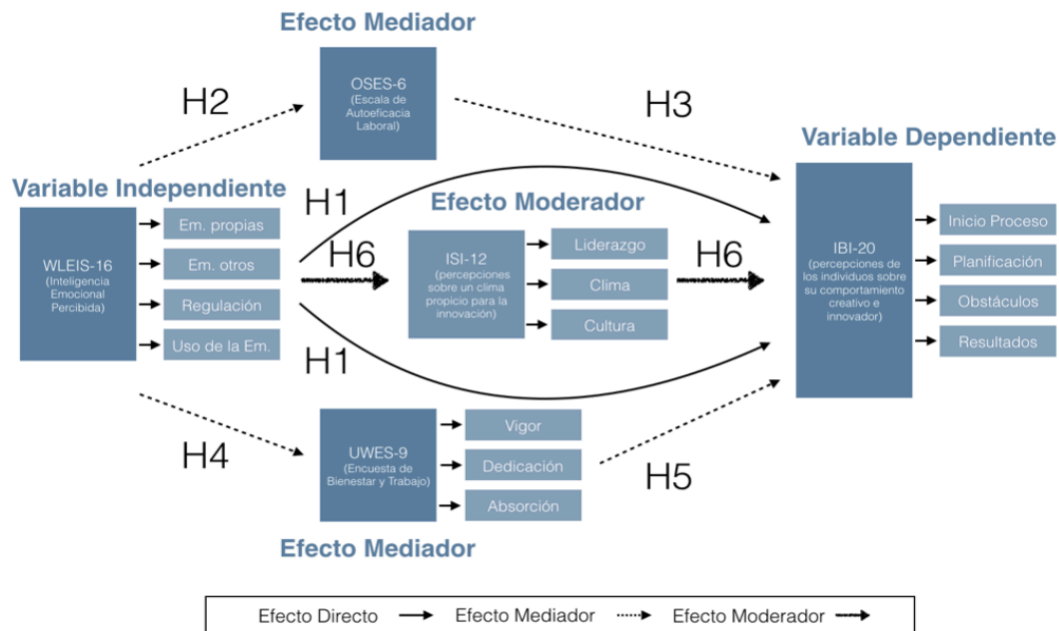 Efecto Mediador
OSES-6
(Escala de
Autoeficacia
Laboral)
H2
H3
Variable Dependiente
Variable Independiente
WLEIS-16
(Inteligencia
Emocional
Percibida)
Em. propias
Em. otros
Regulación
Uso de la Em.
H1
H6
H1
Efecto Moderador
ISI-12
(percepciones
sobre un clima
propicio para la
innovación)
Liderazgo
Clima
Cultura
H6
IBI-20
(percepciones de
los individuos sobre
su comportamiento
creativo e
innovador)
Inicio Proceso
Planificación
Obstáculos
Resultados
H4
UWES-9
(Encuesta de
Bienestar y Trabajo)
Vigor
Dedicación
Absorción
H5
Efecto Mediador
Efecto Directo Efecto Mediador Efecto Moderador